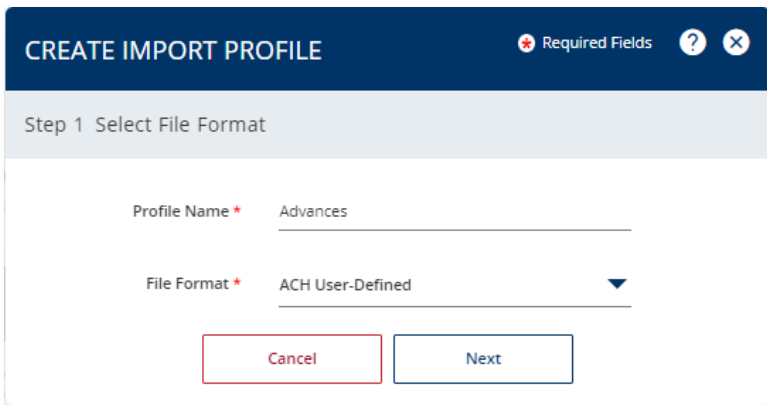 CREATE IMPORT PROFILE * Required Fields ?
Step 1 Select File Format
Profile Name * Advances
File Format * ACH User-Defined
Cancel Next